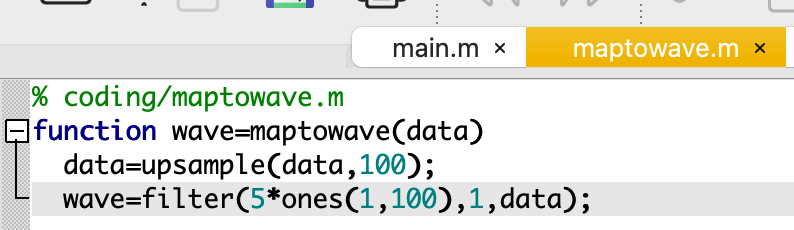 main.m ×
maptowave.m ×
% coding/maptowave.m
function wave=maptowave(data)
data=upsample(data,100);
wave=filter(5*ones(1,100),1,data);